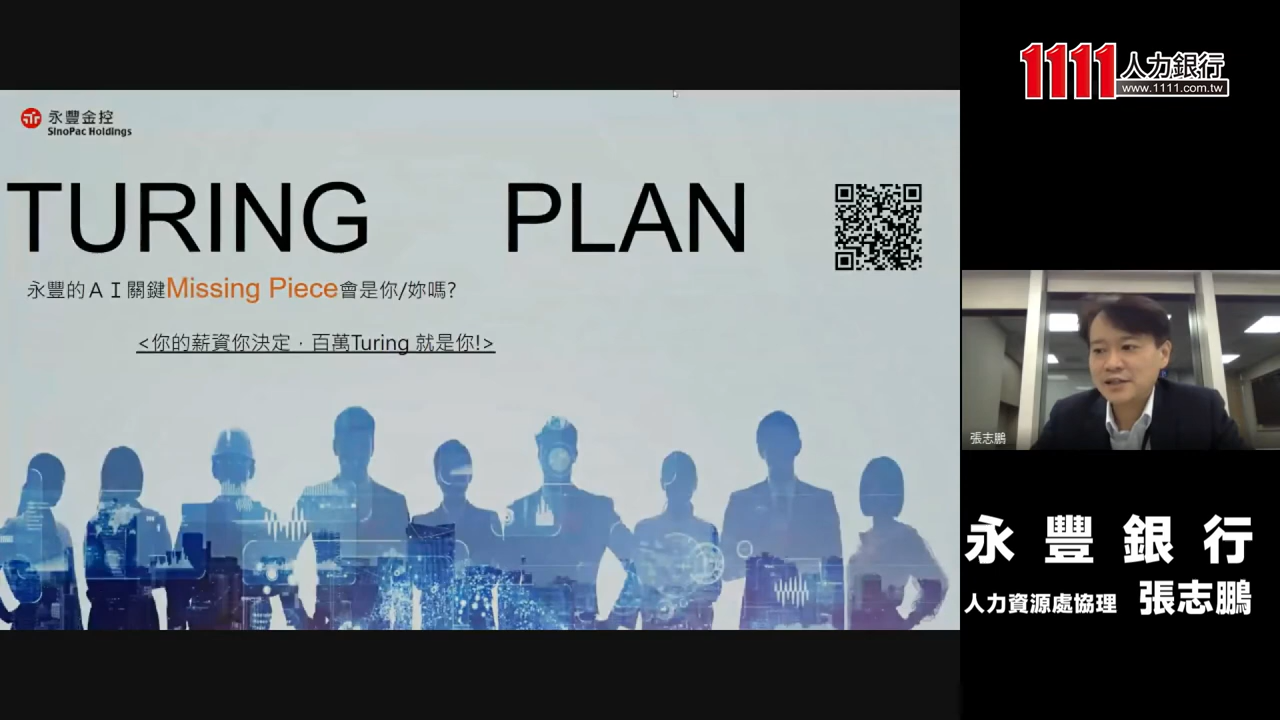 永豐金控
SinoPac Holdings
TURING PLAN
永豐的ＡＩ關鍵Missing Piece會是你/妳嗎?
<你的薪資你決定，百萬Turing 就是你!>
1111人力銀行
www.1111.com.tw
張志鵬
永豐銀行
人力資源處協理 張志鵬